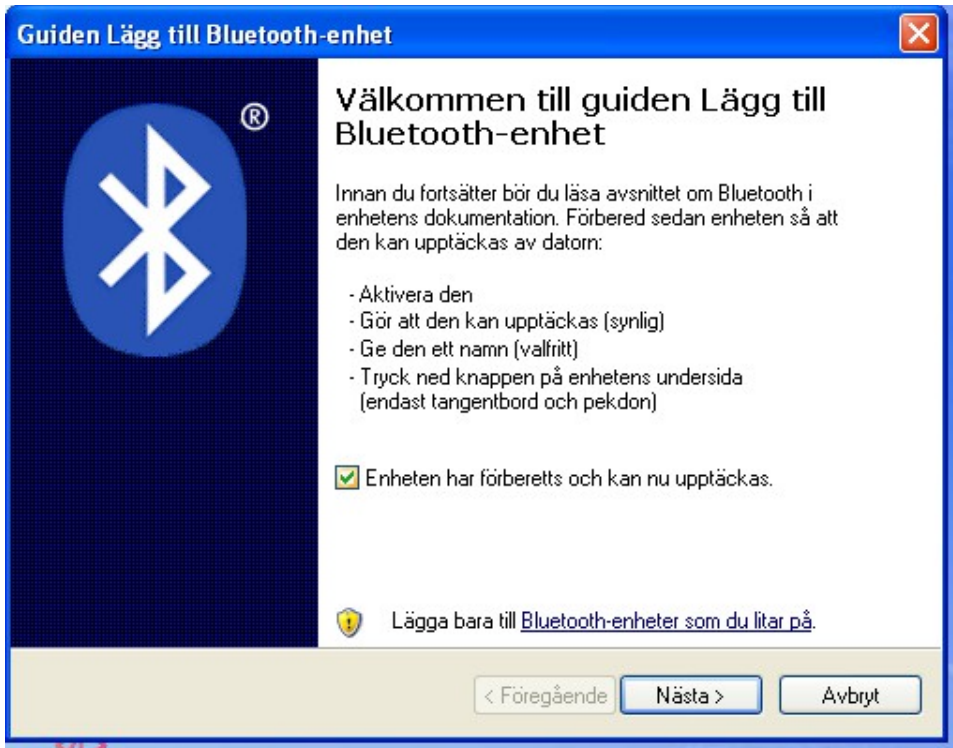 Guiden Lägg till Bluetooth-enhet
®
Välkommen till guiden Lägg till
Bluetooth-enhet
Innan du fortsätter bör du läsa avsnittet om Bluetooth i
enhetens dokumentation. Förbered sedan enheten så att
den kan upptäckas av datorn:
- Aktivera den
- Gör att den kan upptäckas (synlig)
- Ge den ett namn (valfritt)
- Tryck ned knappen på enhetens undersida
(endast tangentbord och pekdon)
Enheten har förberetts och kan nu upptäckas.
Lägga bara till Bluetooth-enheter som du litar på.
< Föregående Nästa > Avbryt